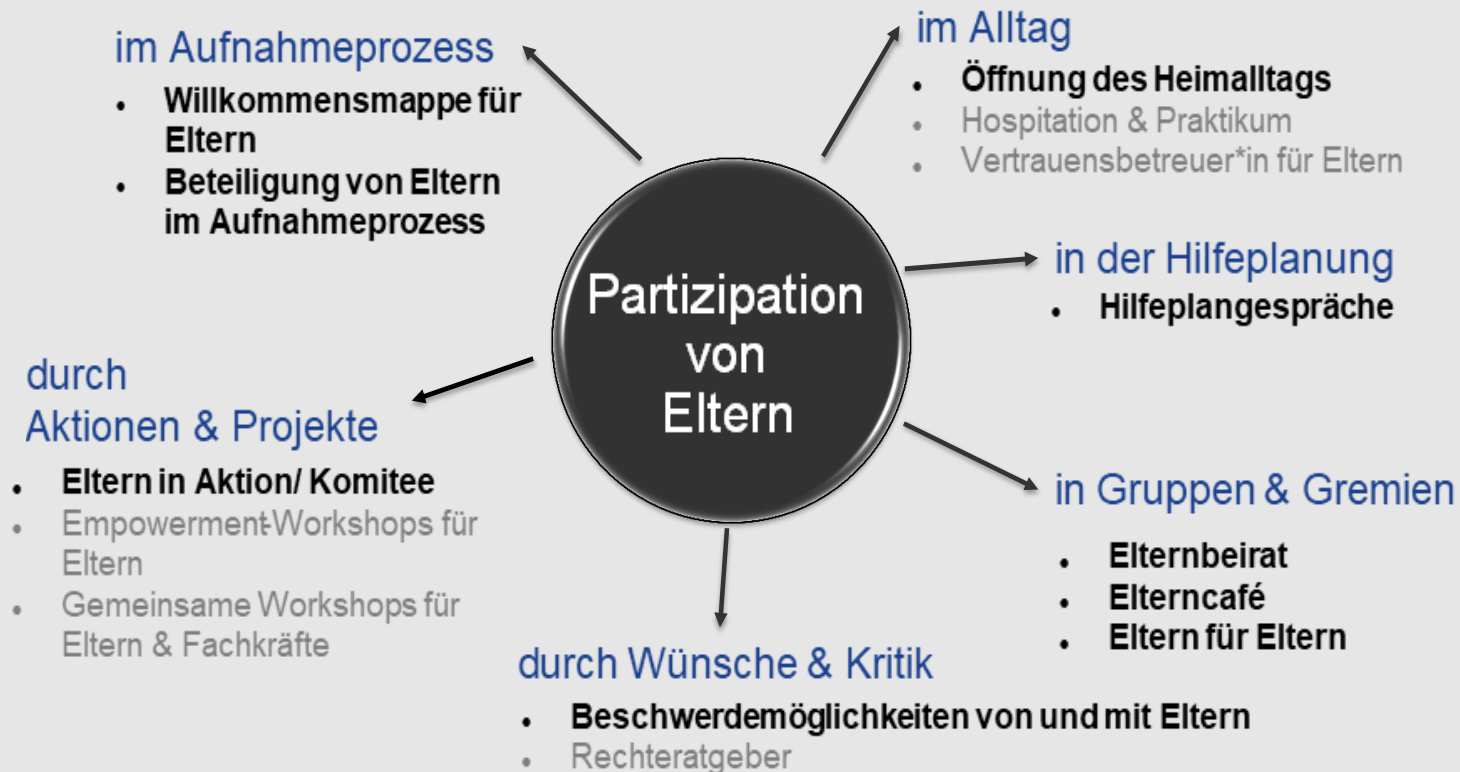 im Aufnahmeprozess
• Willkommensmappe für
Eltern
• Beteiligung von Eltern
im Aufnahmeprozess
im Alltag
• Öffnung des Heimalltags
• Hospitation & Praktikum
• Vertrauensbetreuer*in für Eltern
Partizipation
von
Eltern
in der Hilfeplanung
• Hilfeplangespräche
durch
Aktionen & Projekte
• Eltern in Aktion/ Komitee
• Empowerment-Workshops für
Eltern
• Gemeinsame Workshops für
Eltern & Fachkräfte
in Gruppen & Gremien
• Elternbeirat
• Elterncafé
• Eltern für Eltern
durch Wünsche & Kritik
• Beschwerdemöglichkeiten von und mit Eltern
• Rechteratgeber